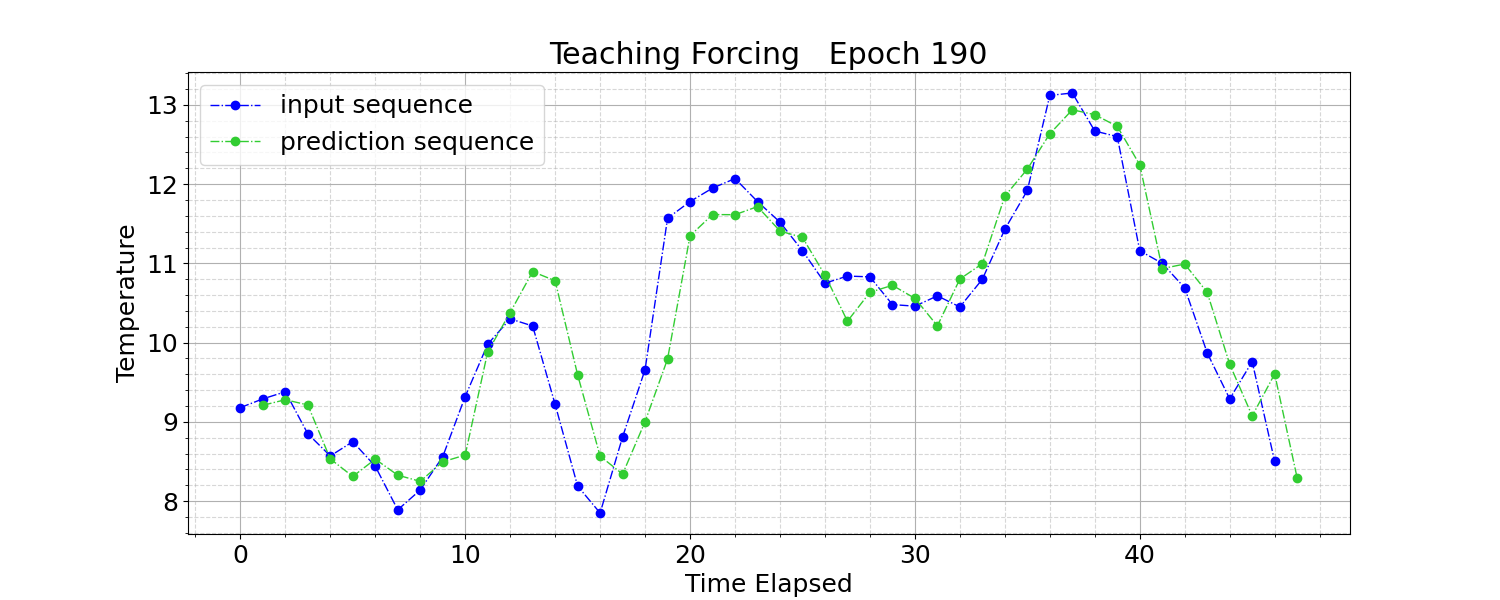 Teaching Forcing   Epoch 190
input sequence
prediction sequence
13
12
11
10
9
8
Temperature
0 10 20 30 40
Time Elapsed